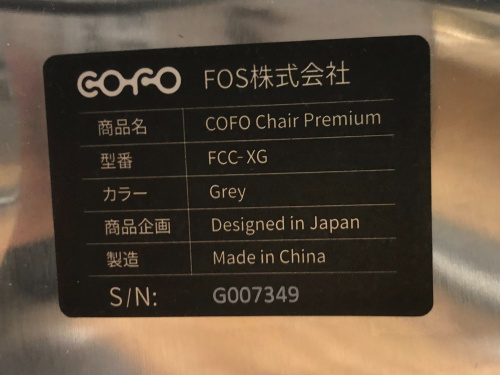 COFO FOS株式会社
商品名 COFO Chair Premium
型番 FCC-XG
カラー Grey
商品企画 Designed in Japan
製造 Made in China
S/N: G007349